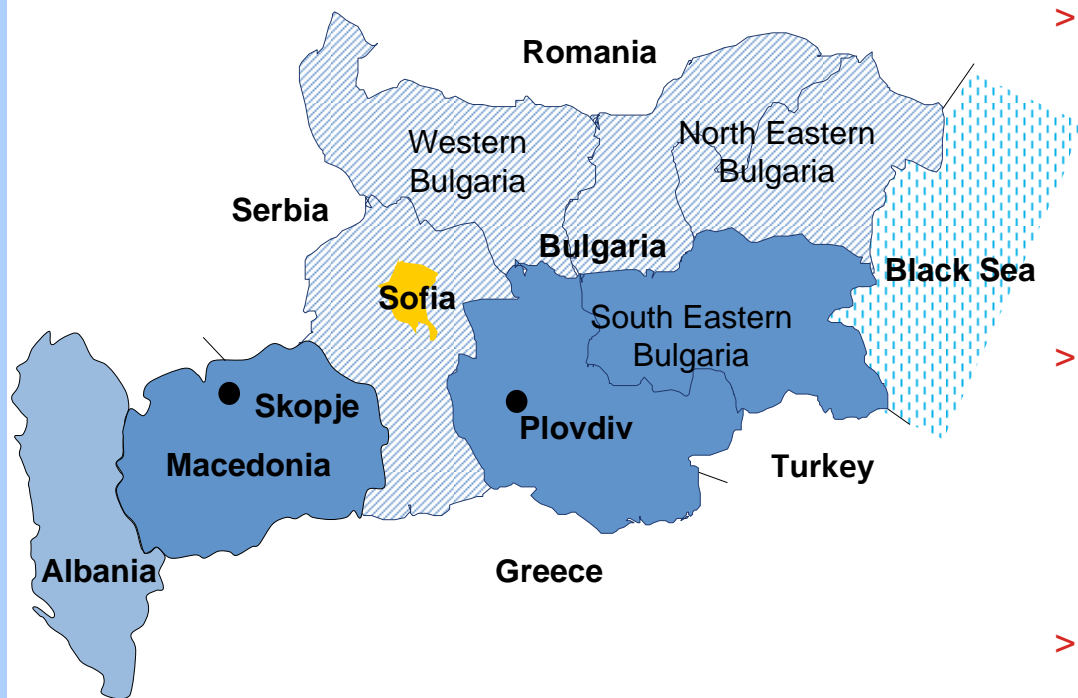 >
Romania
Western
Bulgaria
North Eastern
Bulgaria
Serbia
Bulgaria
Black Sea
Sofia
South Eastern
Bulgaria
>
Skopje
Plovdiv
Macedonia
Turkey
Albania
Greece
>